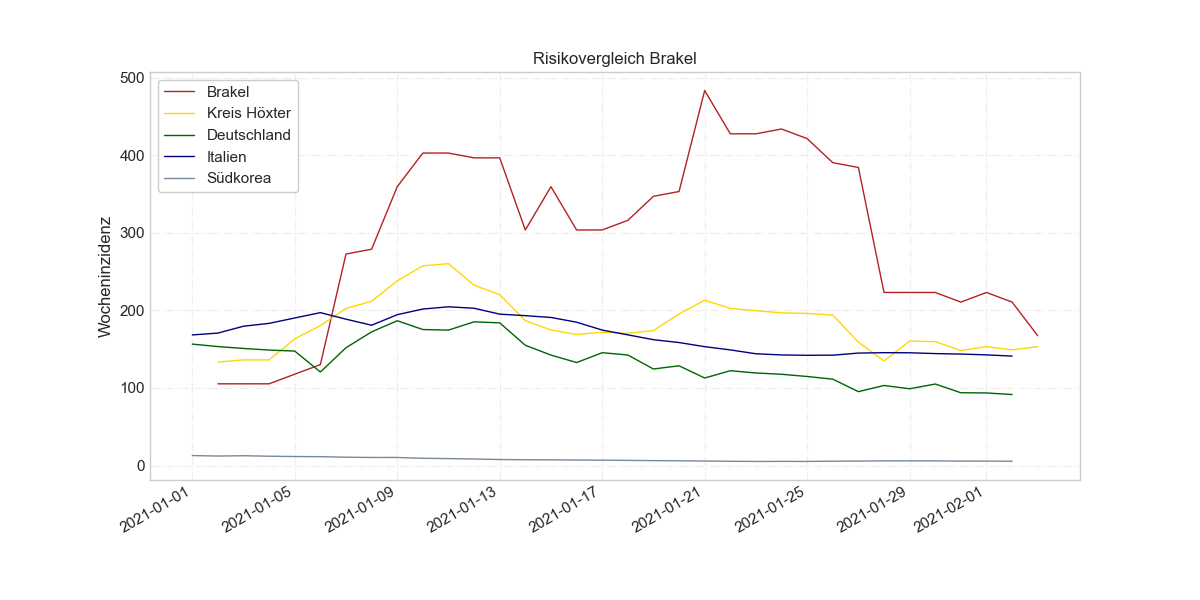 Risikovergleich Brakel
Wocheninzidenz
500
400
300
200
100
0
Brakel
Kreis Höxter
Deutschland
Italien
Südkorea
2021-01-01
2021-01-05
2021-01-09
2021-01-13
2021-01-17
2021-01-21
2021-01-25
2021-01-29
2021-02-01